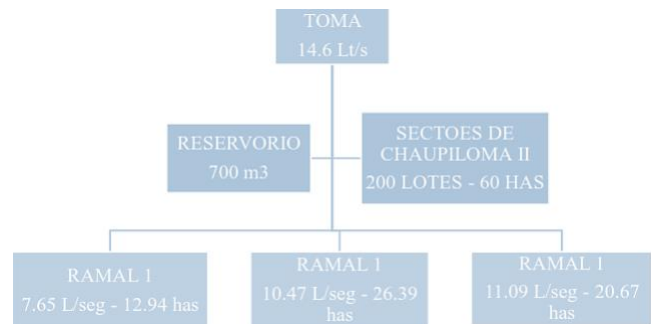 TOMA
14.6 Lt/s
RESERVORIO
700 m3
SECTOES DE
CHAUPILOMA II
200 LOTES - 60 HAS
RAMAL 1
7.65 L/seg - 12.94 has
RAMAL 1
10.47 L/seg - 26.39
has
RAMAL 1
11.09 L/seg - 20.67
has